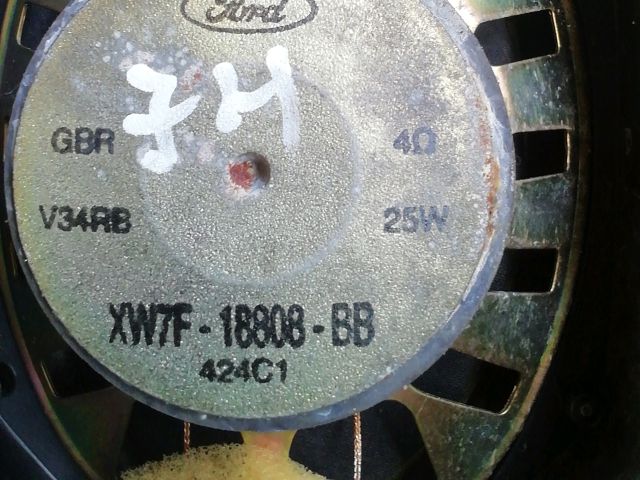 Ford
GBR 4Ω
V34RB 25W
XW7F-18808-BB
424C1